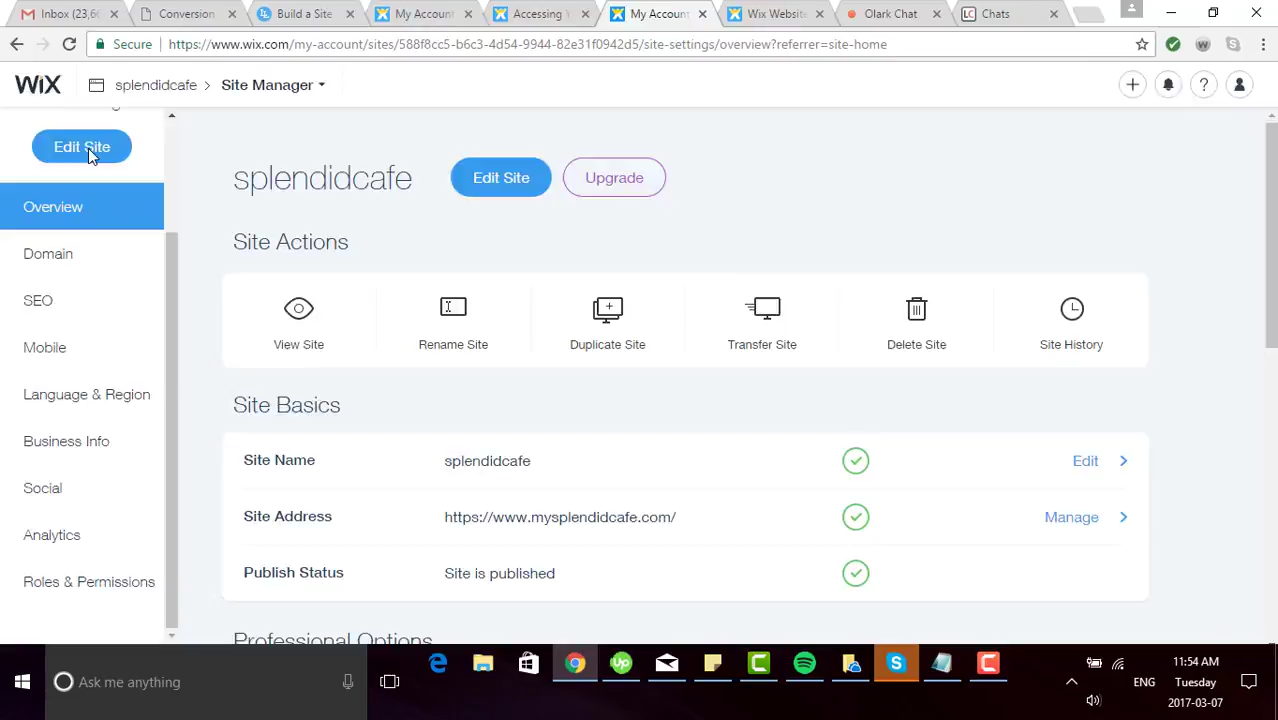 Inbox (23,6
Conversion
Build a Site
My Account
Accessing
My Account
Wix Website
Olark Chat
Chats
Secure
https://www.wix.com/my-account/sites/588f8cc5-b6c3-4d54-9944-82e31f0942d5/site-settings/overview?referrer=site-home
WiX
splendidcafe > Site Manager
Edit Site
Overview
Domain
SEO
Mobile
Language & Region
Business Info
Social
Analytics
Roles & Permissions
splendidcafe
Edit Site
Upgrade
Site Actions
View Site
Rename Site
Duplicate Site
Transfer Site
Delete Site
Site History
Site Basics
Site Name splendidcafe Edit
Site Address https://www.mysplendidcafe.com/ Manage
Publish Status Site is published
Professional Options
Ask me anything
ENG
11:54 AM
Tuesday
2017-03-07